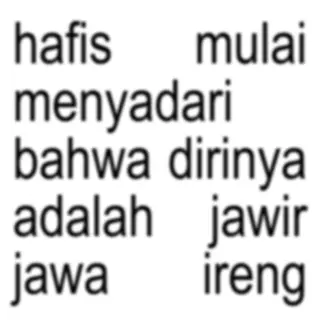 hafis mulai
menyadari
bahwa dirinya
adalah jawir
jawa ireng